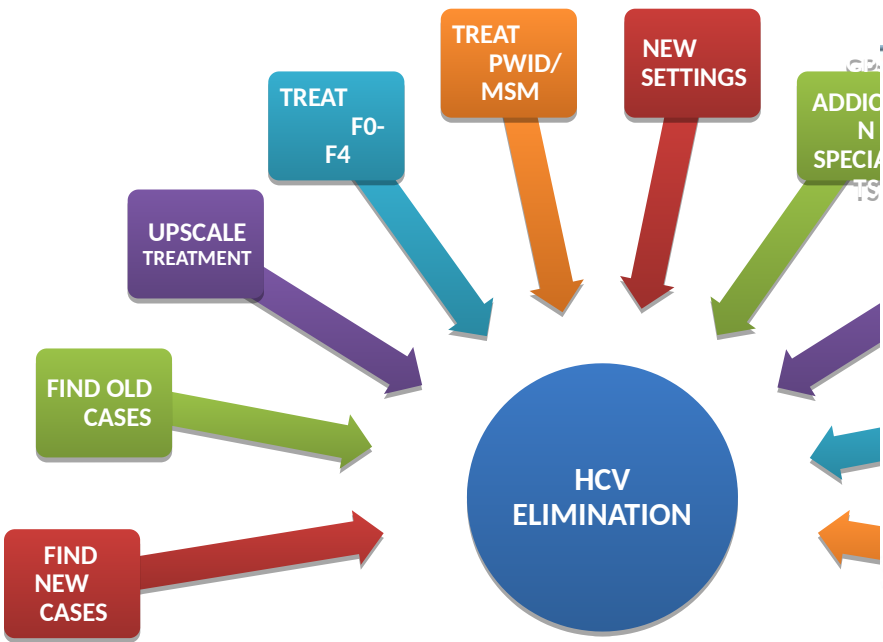 TREAT
PWID/
MSM
NEW
SETTINGS
TREAT
F0-
F4
UPSCALE
TREATMENT
FIND OLD
CASES
FIND
NEW
CASES
HCV
ELIMINATION